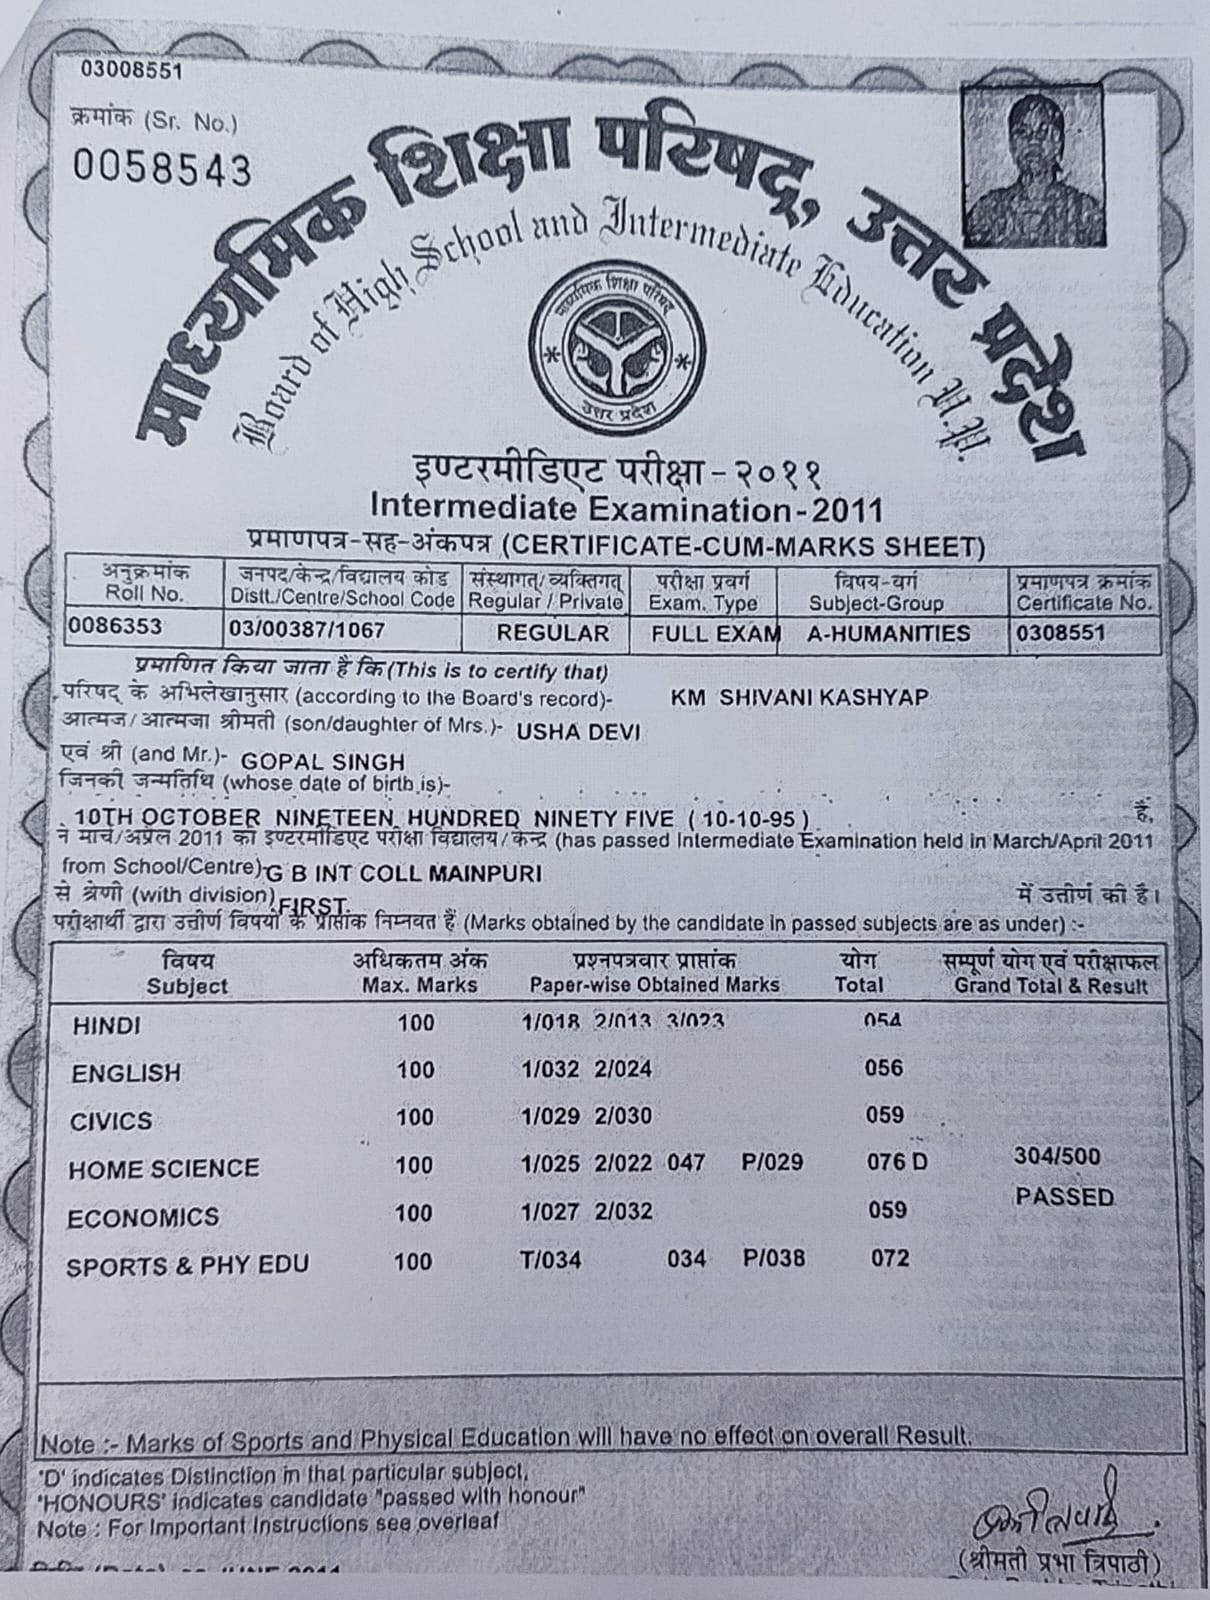 03008551
क्रमांक (Sr. No.)
0058543
माध्यमिक शिक्षा परिषद्, उत्तर प्रदेश
Board of High School and Intermediate Education U.P.
माध्यमिक शिक्षा परिषद
उत्तर प्रदेश
इण्टरमीडिएट परीक्षा - २०११
Intermediate Examination - 2011
प्रमाणपत्र-सह-अंकपत्र (CERTIFICATE-CUM-MARKS SHEET)
अनुक्रमांक जनपद/केन्द्र/विद्यालय कोड संस्थागत्/व्यक्तिगत् परीक्षा प्रवर्ग विषय-वर्ग प्रमाणपत्र क्रमांक
Roll No. Distt./Centre/School Code Regular / Private Exam. Type Subject-Group Certificate No.
0086353 03/00387/1067 REGULAR FULL EXAM A-HUMANITIES 0308551
प्रमाणित किया जाता है कि (This is to certify that)
परिषद् के अभिलेखानुसार (according to the Board's record)- KM SHIVANI KASHYAP
आत्मज/आत्मजा श्रीमती (son/daughter of Mrs.)- USHA DEVI
एवं श्री (and Mr.)- GOPAL SINGH
जिनकी जन्मतिथि (whose date of birth is)-
10TH OCTOBER NINETEEN HUNDRED NINETY FIVE ( 10-10-95 ) है,
ने मार्च/अप्रैल 2011 की इण्टरमीडिएट परीक्षा विद्यालय/केन्द्र (has passed Intermediate Examination held in March/April 2011
from School/Centre)- G B INT COLL MAINPURI
से श्रेणी (with division) FIRST में उत्तीर्ण की है।
परीक्षार्थी द्वारा उत्तीर्ण विषयों के प्राप्तांक निम्नवत हैं (Marks obtained by the candidate in passed subjects are as under) :-
विषय अधिकतम अंक प्रश्नपत्रवार प्राप्तांक योग सम्पूर्ण योग एवं परीक्षाफल
Subject Max. Marks Paper-wise Obtained Marks Total Grand Total & Result
HINDI 100 1/018 2/013 3/023 054
ENGLISH 100 1/032 2/024 056
CIVICS 100 1/029 2/030 059
HOME SCIENCE 100 1/025 2/022 047 P/029 076 D 304/500
PASSED
ECONOMICS 100 1/027 2/032 059
SPORTS & PHY EDU 100 T/034 034 P/038 072
Note :- Marks of Sports and Physical Education will have no effect on overall Result.
'D' indicates Distinction in that particular subject.
'HONOURS' indicates candidate "passed with honour"
Note : For Important Instructions see overleaf
(श्रीमती प्रभा त्रिपाठी)